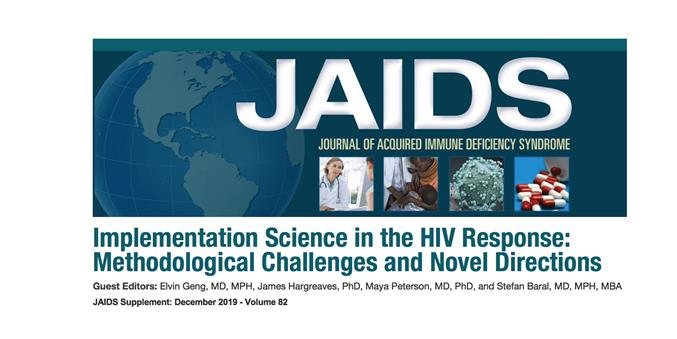 JAIDS
JOURNAL OF ACQUIRED IMMUNE DEFICIENCY SYNDROME
Implementation Science in the HIV Response:
Methodological Challenges and Novel Directions
Guest Editors: Elvin Geng, MD, MPH, James Hargreaves, PhD, Maya Peterson, MD, PhD, and Stefan Baral, MD, MPH, MBA
JAIDS Supplement: December 2019 - Volume 82